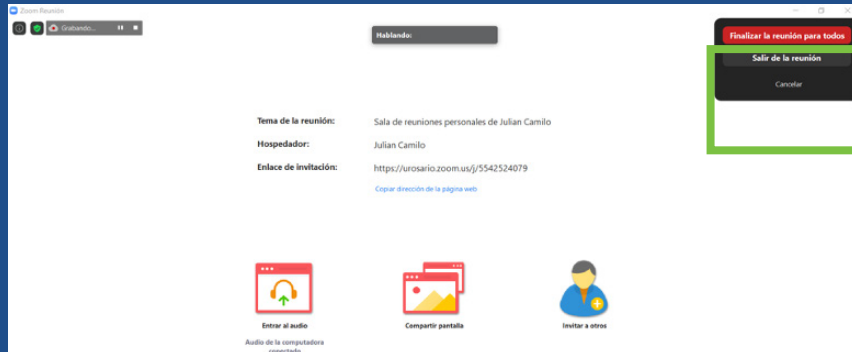 Zoom Reunión
Grabando...
Hablando:
Finalizar la reunión para todos
Salir de la reunión
Cancelar
Tema de la reunión: Sala de reuniones personales de Julian Camilo
Hospedador: Julian Camilo
Enlace de invitación: https://urosario.zoom.us/j/5542524079
Copiar dirección de la página web
Entrar al audio
Compartir pantalla
Invitar a otros
Audio de la computadora
conectado